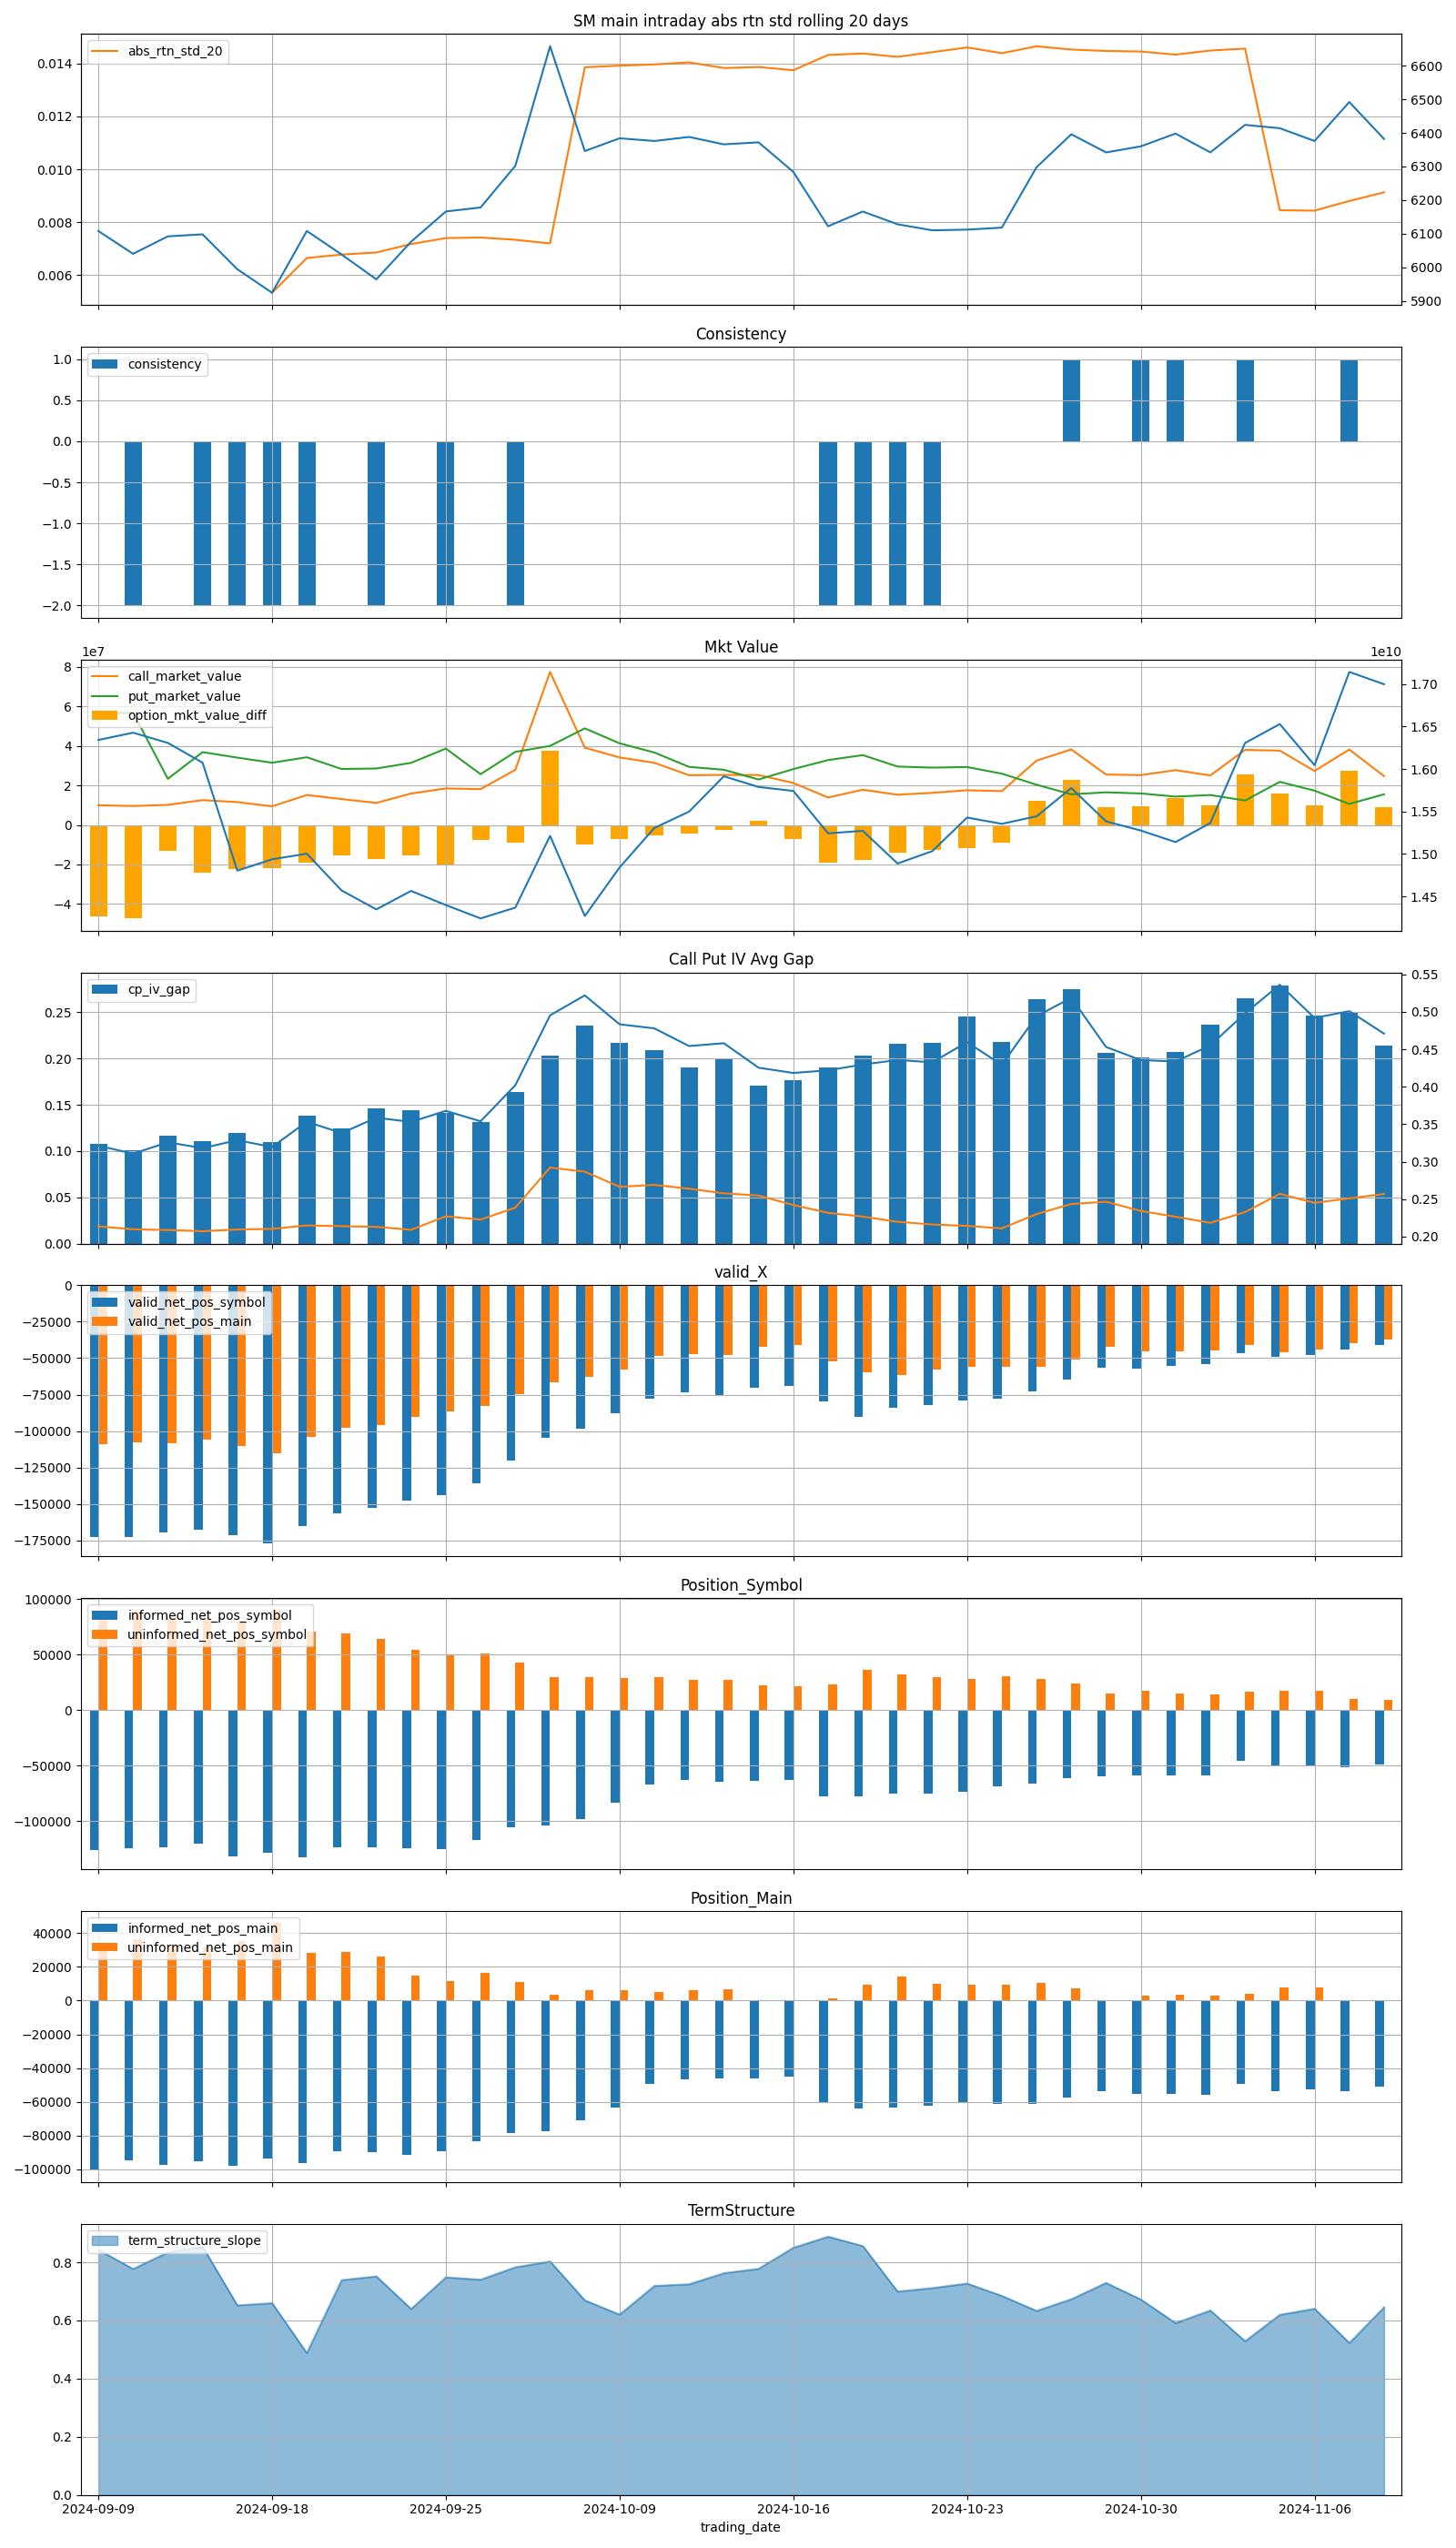 SM main intraday abs rtn std rolling 20 days
abs_rtn_std_20
0.014
0.012
0.010
0.008
0.006
6600
6500
6400
6300
6200
6100
6000
5900
Consistency
consistency
1.0
0.5
0.0
−0.5
−1.0
−1.5
−2.0
Mkt Value
1e7
1e10
call_market_value
put_market_value
option_mkt_value_diff
8
6
4
2
0
−2
−4
1.70
1.65
1.60
1.55
1.50
1.45
Call Put IV Avg Gap
cp_iv_gap
0.25
0.20
0.15
0.10
0.05
0.00
0.55
0.50
0.45
0.40
0.35
0.30
0.25
0.20
valid_X
valid_net_pos_symbol
valid_net_pos_main
0
−25000
−50000
−75000
−100000
−125000
−150000
−175000
Position_Symbol
informed_net_pos_symbol
uninformed_net_pos_symbol
100000
50000
0
−50000
−100000
Position_Main
informed_net_pos_main
uninformed_net_pos_main
40000
20000
0
−20000
−40000
−60000
−80000
−100000
TermStructure
term_structure_slope
0.8
0.6
0.4
0.2
0.0
2024-09-09 2024-09-18 2024-09-25 2024-10-09 2024-10-16 2024-10-23 2024-10-30 2024-11-06
trading_date